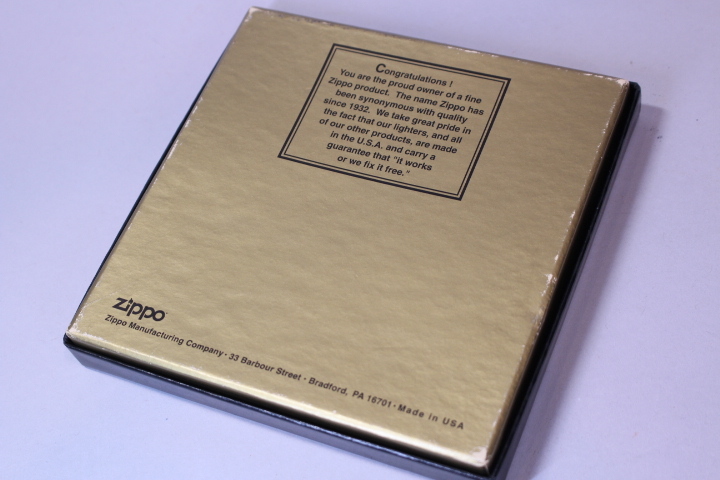 Congratulations !
You are the proud owner of a fine
Zippo product. The name Zippo has
been synonymous with quality
since 1932. We take great pride in
the fact that our lighters, and all
of our other products, are made
in the U.S.A. and carry a
guarantee that "it works
or we fix it free."
zippo
Zippo Manufacturing Company · 33 Barbour Street · Bradford, PA 16701 · Made in USA